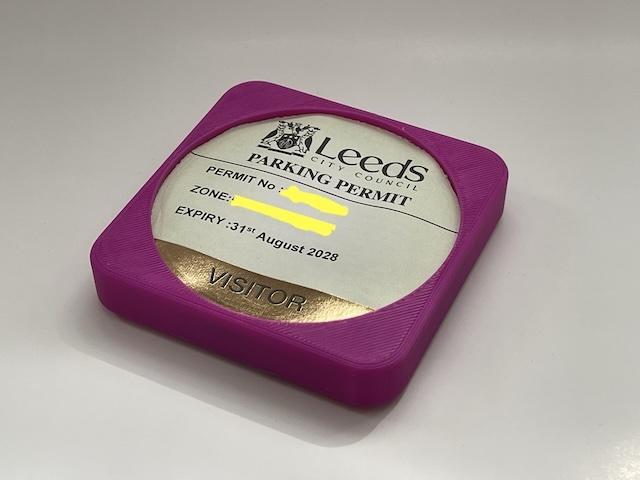 Leeds
CITY COUNCIL
PARKING PERMIT
PERMIT No :
ZONE:
EXPIRY :31st August 2028
VISITOR